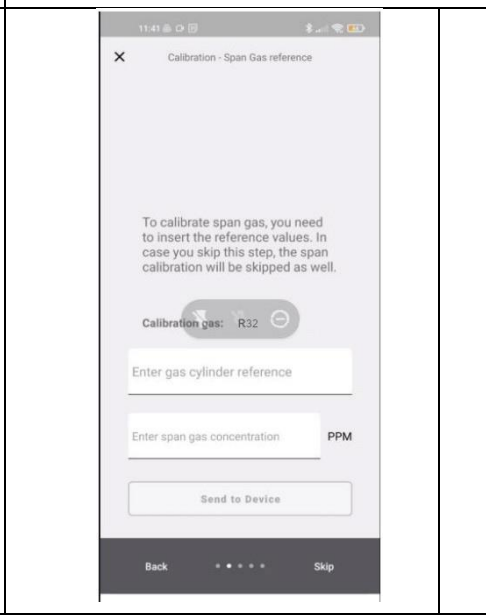 11:41
Calibration - Span Gas reference
To calibrate span gas, you need
to insert the reference values. In
case you skip this step, the span
calibration will be skipped as well.
Calibration gas: R32
Enter gas cylinder reference
Enter span gas concentration PPM
Send to Device
Back Skip